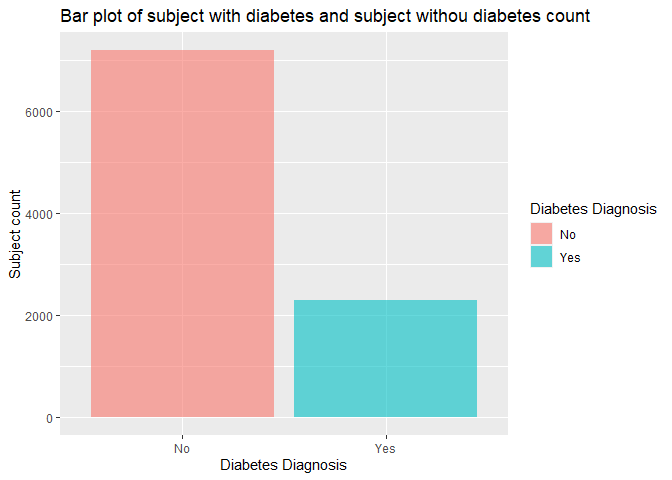 Bar plot of subject with diabetes and subject withou diabetes count
6000
4000
2000
0
Subject count
No
Yes
Diabetes Diagnosis
Diabetes Diagnosis
No
Yes